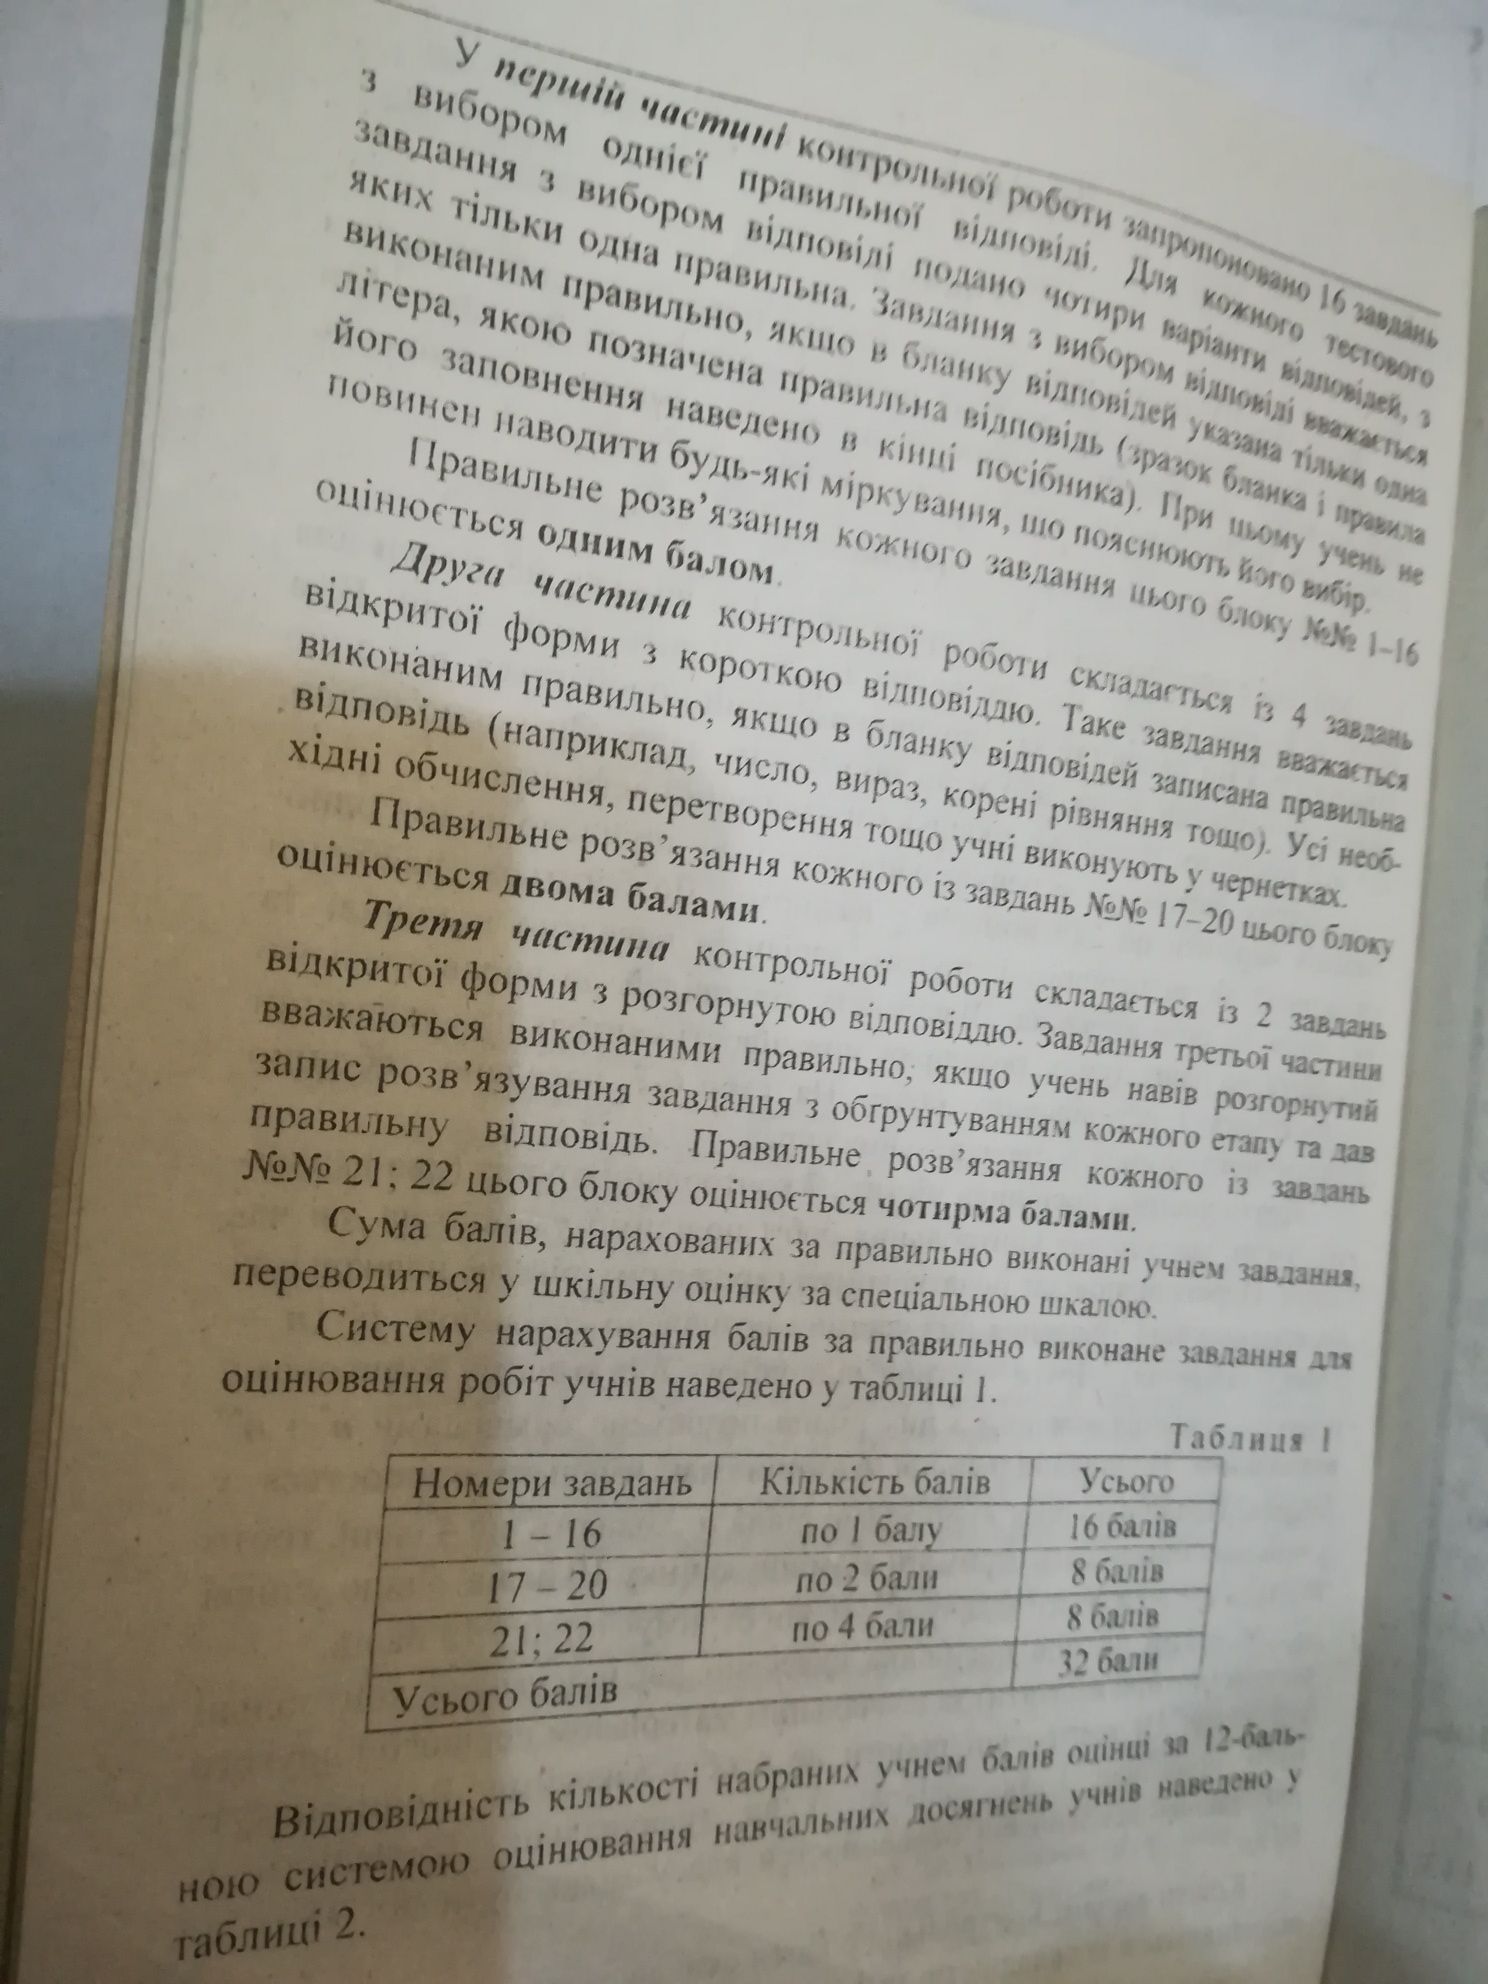 У першій частині контрольної роботи запропоновано 16 завдань
з вибором однієї правильної відповіді. Для кожного тестового
завдання з вибором відповіді подано чотири варіанти відповідей, з
яких тільки одна правильна. Завдання з вибором відповіді вважається
виконаним правильно, якщо в бланку відповідей указана тільки одна
літера, якою позначена правильна відповідь (зразок бланка і правила
його заповнення наведено в кінці посібника). При цьому учень не
повинен наводити будь-які міркування, що пояснюють його вибір.
Правильне розв’язання кожного завдання цього блоку №№ 1–16
оцінюється одним балом.
Друга частина контрольної роботи складається із 4 завдань
відкритої форми з короткою відповіддю. Таке завдання вважається
виконаним правильно, якщо в бланку відповідей записана правильна
відповідь (наприклад, число, вираз, корені рівняння тощо). Усі необ-
хідні обчислення, перетворення тощо учні виконують у чернетках.
Правильне розв’язання кожного із завдань №№ 17–20 цього блоку
оцінюється двома балами.
Третя частина контрольної роботи складається із 2 завдань
відкритої форми з розгорнутою відповіддю. Завдання третьої частини
вважаються виконаними правильно, якщо учень навів розгорнутий
запис розв’язування завдання з обґрунтуванням кожного етапу та дав
правильну відповідь. Правильне розв’язання кожного із завдань
№№ 21; 22 цього блоку оцінюється чотирма балами.
Сума балів, нарахованих за правильно виконані учнем завдання,
переводиться у шкільну оцінку за спеціальною шкалою.
Систему нарахування балів за правильно виконане завдання для
оцінювання робіт учнів наведено у таблиці 1.
Таблиця 1
Номери завдань Кількість балів Усього
1 – 16 по 1 балу 16 балів
17 – 20 по 2 бали 8 балів
21; 22 по 4 бали 8 балів
Усього балів 32 бали
Відповідність кількості набраних учнем балів оцінці за 12-баль-
ною системою оцінювання навчальних досягнень учнів наведено у
таблиці 2.